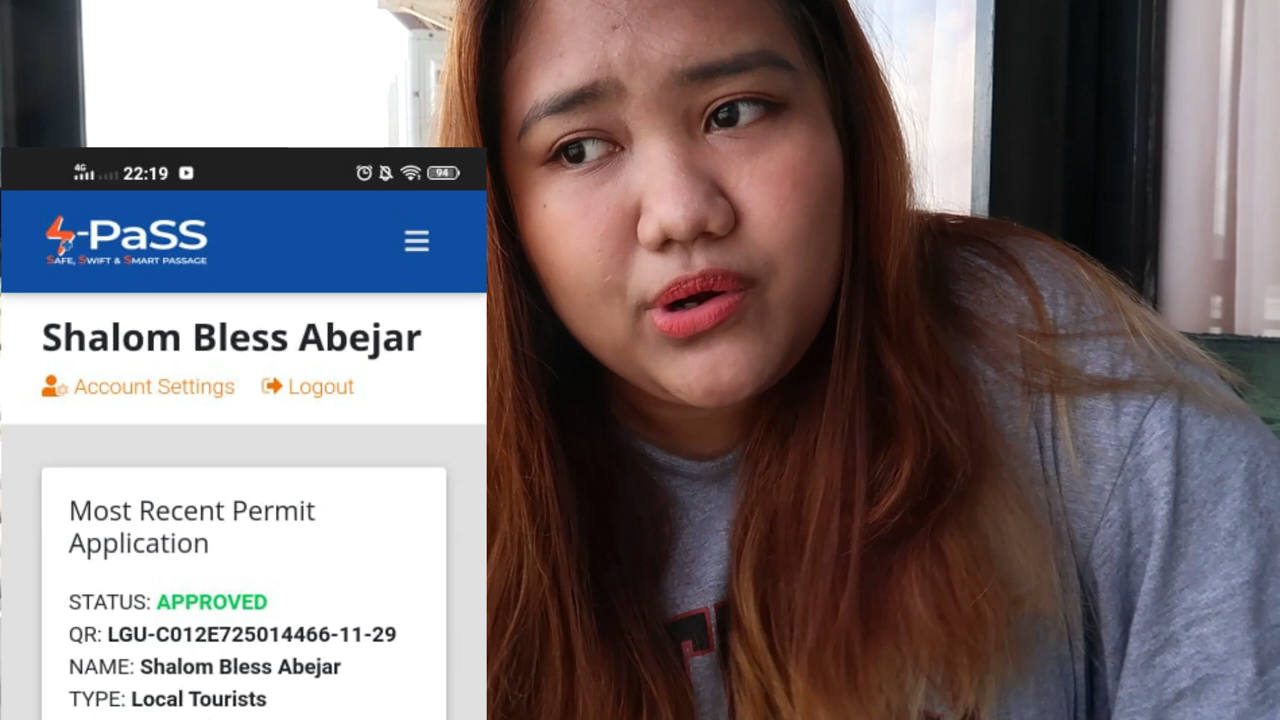 4G 22:19 94
S-PaSS
SAFE, SWIFT & SMART PASSAGE
Shalom Bless Abejar
Account Settings Logout
Most Recent Permit
Application
STATUS: APPROVED
QR: LGU-C012E725014466-11-29
NAME: Shalom Bless Abejar
TYPE: Local Tourists